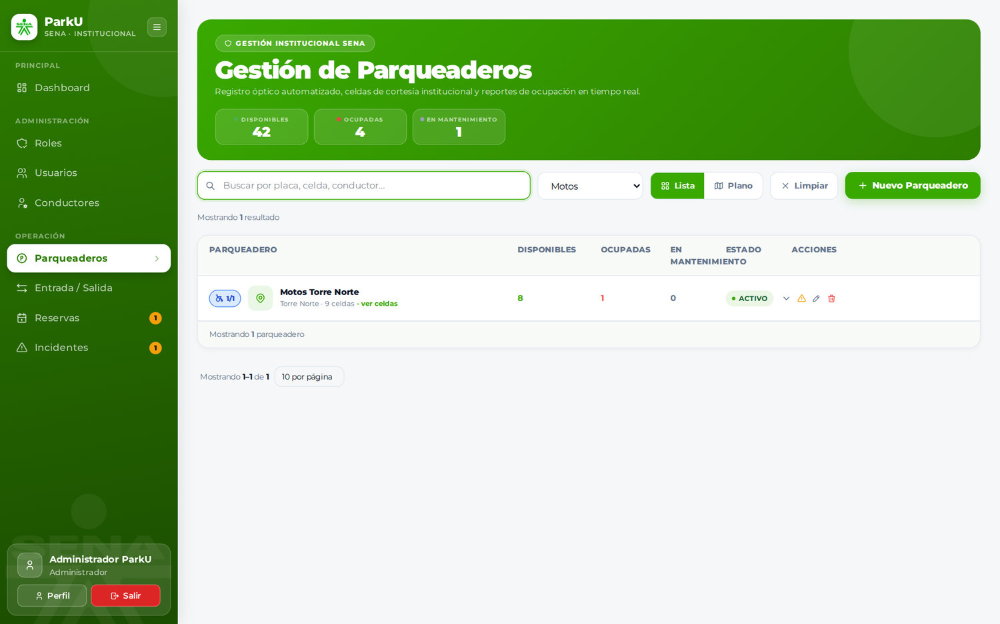 SENA
ParkU
SENA · INSTITUCIONAL
PRINCIPAL
Dashboard
ADMINISTRACIÓN
Roles
Usuarios
Conductores
OPERACIÓN
Parqueaderos
Entrada / Salida
Reservas 1
Incidentes 1
SENA
Administrador ParkU
Administrador
Perfil Salir
GESTIÓN INSTITUCIONAL SENA
Gestión de Parqueaderos
Registro óptico automatizado, celdas de cortesía institucional y reportes de ocupación en tiempo real.
DISPONIBLES OCUPADAS EN MANTENIMIENTO
42 4 1
Buscar por placa, celda, conductor... Motos Lista Plano Limpiar + Nuevo Parqueadero
Mostrando 1 resultado
PARQUEADERO DISPONIBLES OCUPADAS EN MANTENIMIENTO ESTADO ACCIONES
1/1 Motos Torre Norte 8 1 0 ACTIVO
Torre Norte · 9 celdas · ver celdas
Mostrando 1 parqueadero
Mostrando 1–1 de 1 10 por página